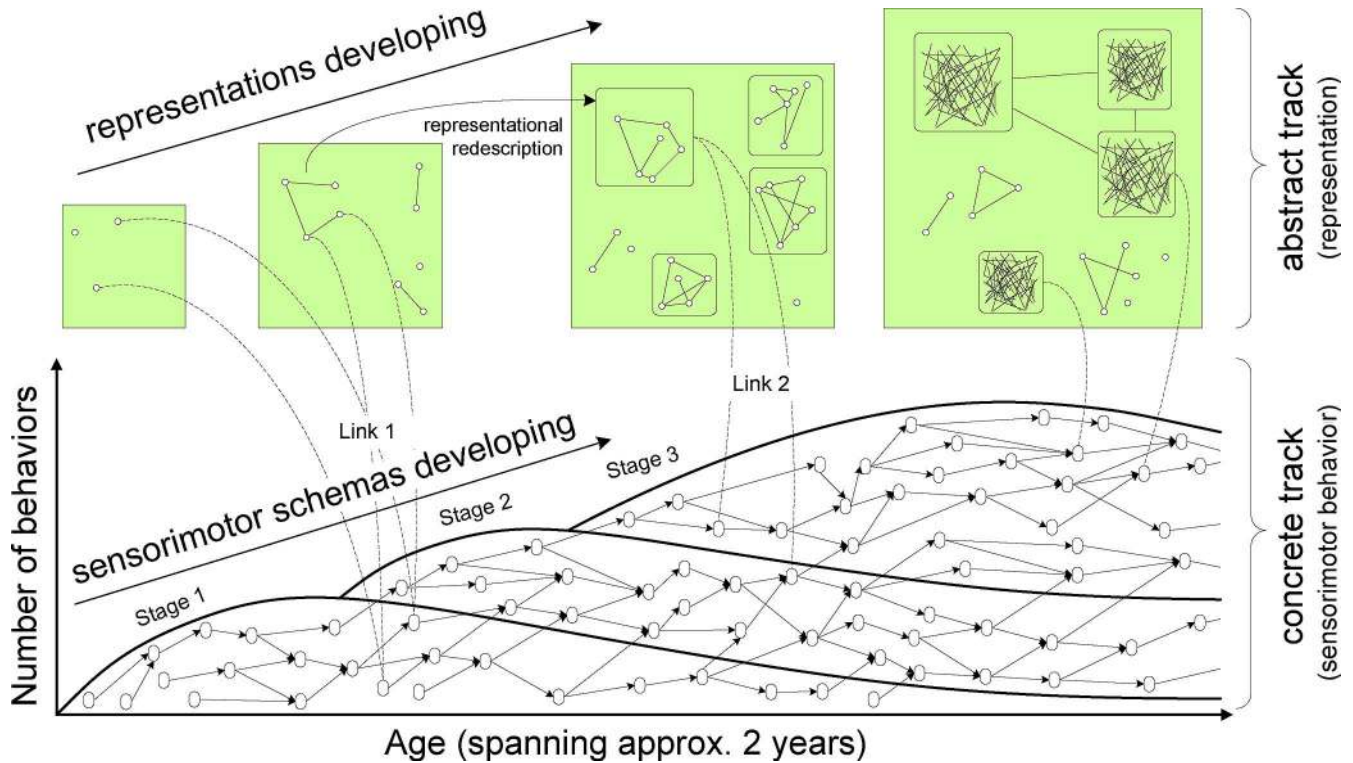 representations developing
representational
redescription
abstract track
(representation)
Link 1
Link 2
sensorimotor schemas developing
Stage 1
Stage 2
Stage 3
Number of behaviors
concrete track
(sensorimotor behavior)
Age (spanning approx. 2 years)